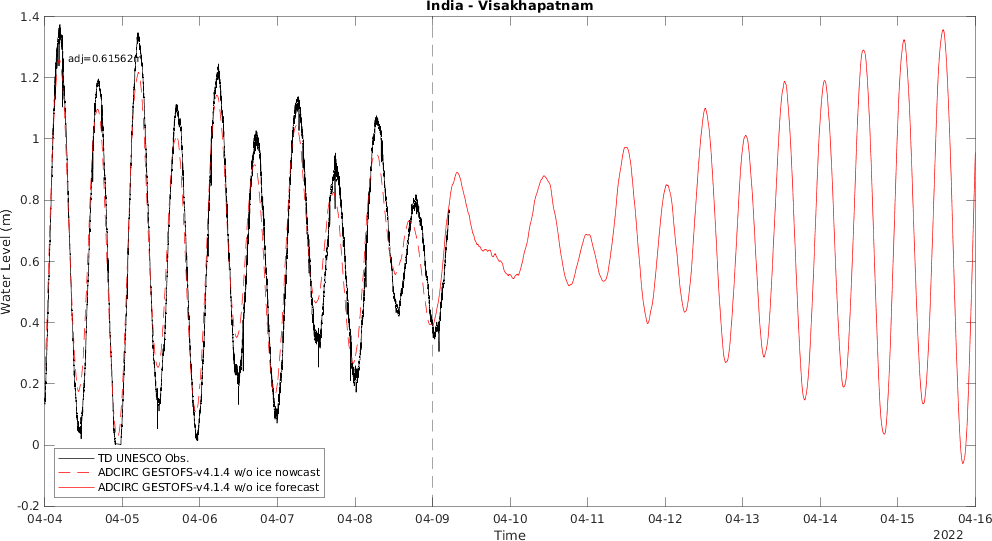 India - Visakhapatnam
1.4
1.2
1
0.8
0.6
0.4
0.2
0
-0.2
Water Level (m)
adj=0.61562m
TD UNESCO Obs.
ADCIRC GESTOFS-v4.1.4 w/o ice nowcast
ADCIRC GESTOFS-v4.1.4 w/o ice forecast
04-04 04-05 04-06 04-07 04-08 04-09 04-10 04-11 04-12 04-13 04-14 04-15 04-16
Time
2022